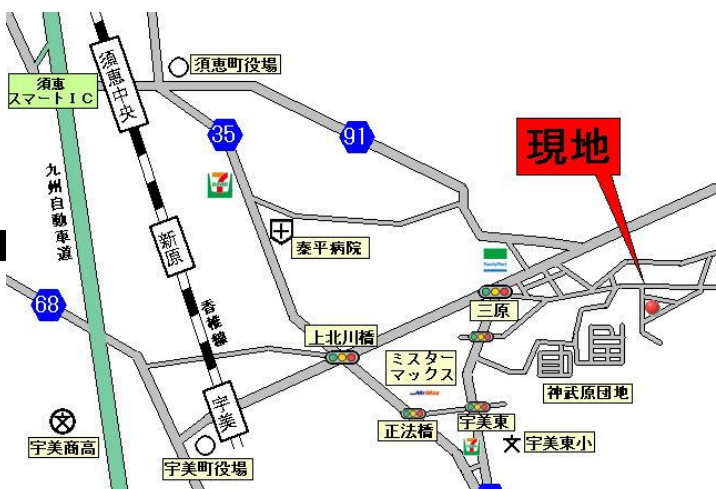 須恵
スマートIC
須恵中央
須恵町役場
35
91
現地
九州自動車道
7
新原
泰平病院
FamilyMart
68
香椎線
三原
上北川橋
ミスター
マックス
神武原団地
宇美
正法橋
宇美東
宇美商高
宇美町役場
7
宇美東小